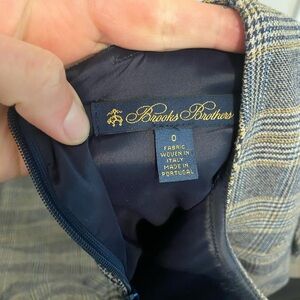 Brooks Brothers
0
FABRIC
WOVEN IN
ITALY
MADE IN
PORTUGAL